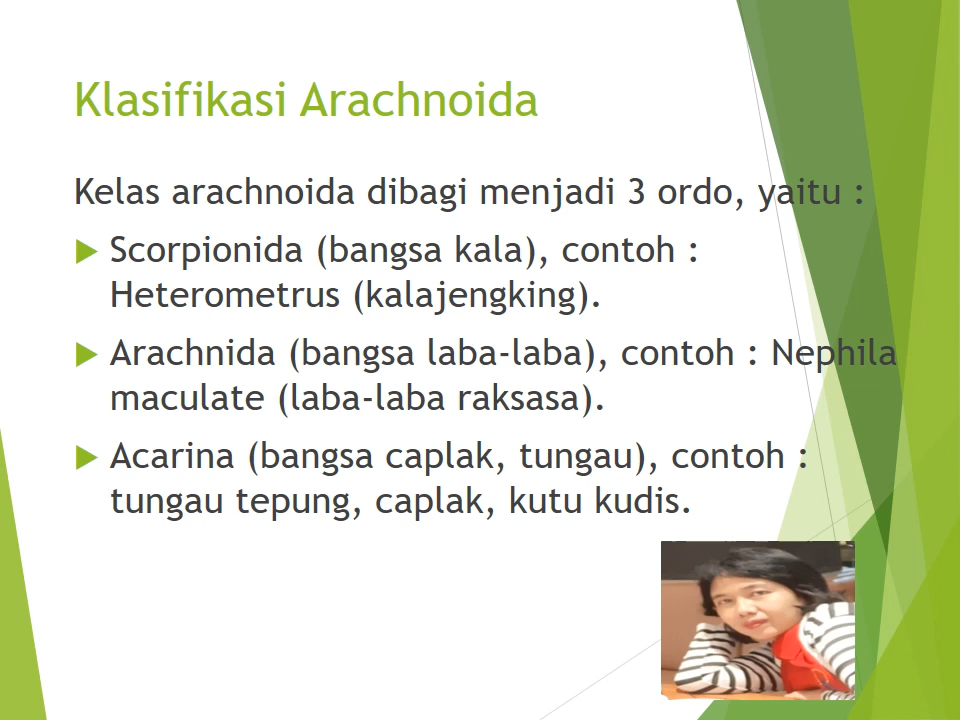 Klasifikasi Arachnoida
Kelas arachnoida dibagi menjadi 3 ordo, yaitu :
Scorpionida (bangsa kala), contoh :
Heterometrus (kalajengking).
Arachnida (bangsa laba-laba), contoh : Nephila
maculate (laba-laba raksasa).
Acarina (bangsa caplak, tungau), contoh :
tungau tepung, caplak, kutu kudis.